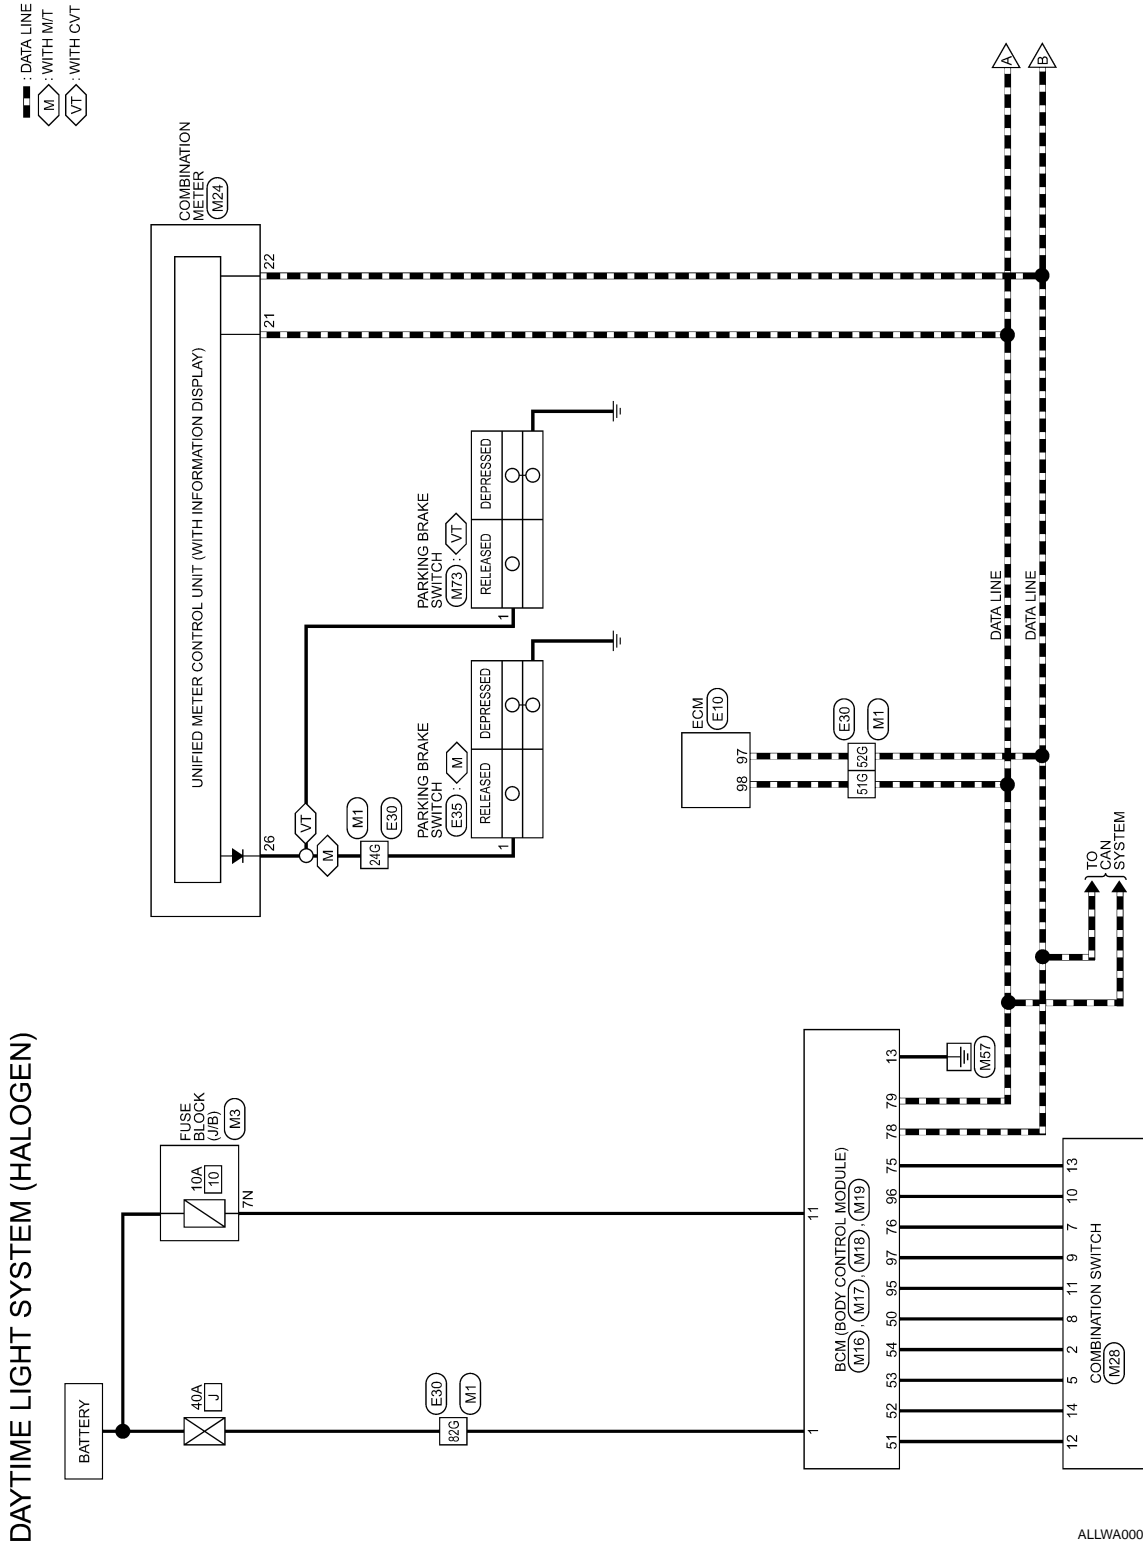 DAYTIME LIGHT SYSTEM (HALOGEN)
: DATA LINE
M : WITH M/T
VT : WITH CVT
BATTERY
40A
J
10A
10
FUSE
BLOCK
(J/B)
M3
7N
82G
E30
M1
COMBINATION
METER
M24
UNIFIED METER CONTROL UNIT (WITH INFORMATION DISPLAY)
26
21
22
VT
M
24G
M1
E30
PARKING BRAKE
SWITCH
E35 : M
RELEASED
DEPRESSED
1
PARKING BRAKE
SWITCH
M73 : VT
RELEASED
DEPRESSED
1
ECM
E10
98
97
51G
52G
E30
M1
DATA LINE
DATA LINE
A
B
TO
CAN
SYSTEM
1
11
BCM (BODY CONTROL MODULE)
M16 , M17 , M18 , M19
51
52
53
54
50
95
97
76
96
75
78
79
13
M57
12
14
5
2
8
11
9
7
10
13
COMBINATION SWITCH
M28
ALLWA000